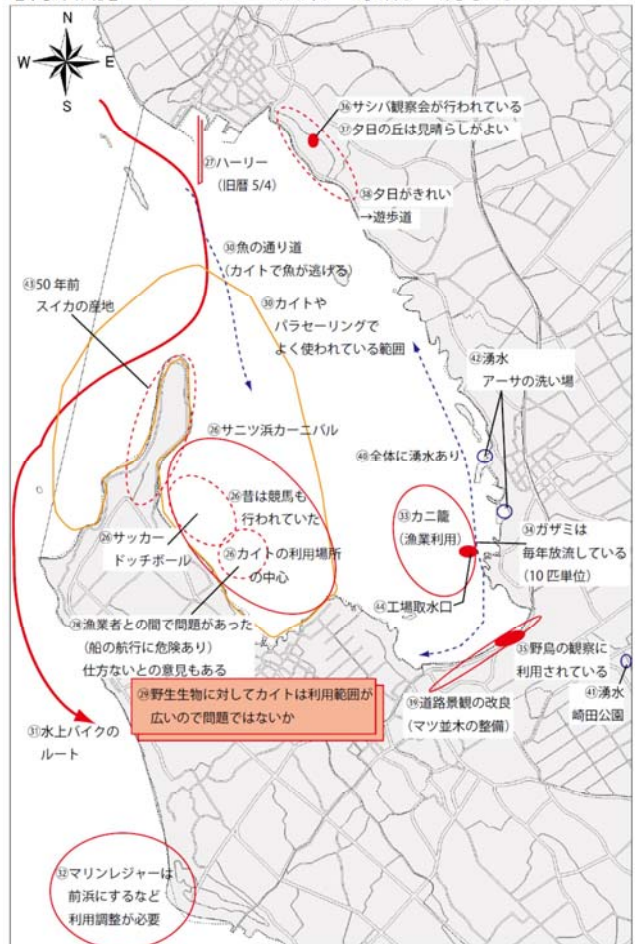 N
W E
S
㊱サシバ観察会が行われている
㊲夕日の丘は見晴らしがよい
㉗ハーリー
(旧暦 5/4)
㊳夕日がきれい
→遊歩道
㉚魚の通り道
(カイトで魚が逃げる)
㊸50 年前
スイカの産地
㉚カイトや
パラセーリングで
よく使われている範囲
㊷湧水
アーサの洗い場
㉖サニツ浜カーニバル
㊵全体に湧水あり
㉖昔は競馬も
行われていた
㉝カニ籠
(漁業利用)
㉞ガザミは
毎年放流している
(10 匹単位)
㉖サッカー
ドッチボール
㉖カイトの利用場所
の中心
㊹工場取水口
㉘漁業者との間で問題があった
(船の航行に危険あり)
仕方ないとの意見もある
㉟野鳥の観察に
利用されている
㉙野生生物に対してカイトは利用範囲が
広いので問題ではないか
㊴道路景観の改良
(マツ並木の整備)
㊶湧水
崎田公園
㉛水上バイクの
ルート
㉜マリンレジャーは
前浜にするなど
利用調整が必要